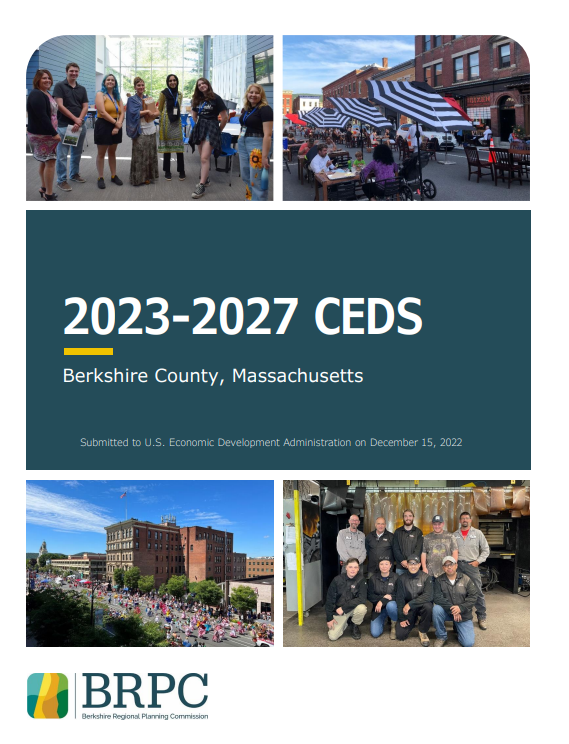 2023-2027 CEDS
Berkshire County, Massachusetts
Submitted to U.S. Economic Development Administration on December 15, 2022
BRPC
Berkshire Regional Planning Commission